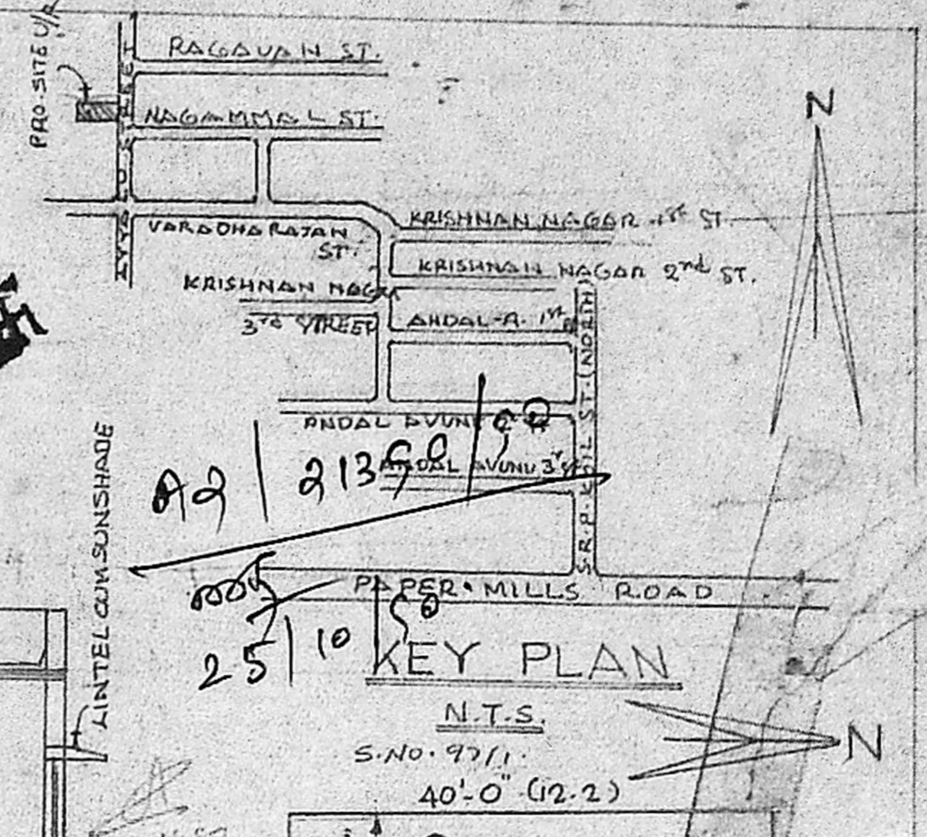 PRO-SITE U/R
RAGAVAN ST.
NAGAMMAL ST.
N
VARADHARAJAN
ST.
KRISHNAN NAGAR 1st ST.
KRISHNAN NAGAR 2nd ST.
KRISHNAN NAGA
3rd STREET
ANDAL-A. 1st
S.R.P. KOIL ST. (NORTH)
ANDAL AVUNU
ANDAL AVUNU 3rd
LINTEL CUM SUNSHADE
PAPER MILLS ROAD
25 | 10
KEY PLAN
N.T.S.
N
S.NO. 97/1.
40'-0" (12.2)